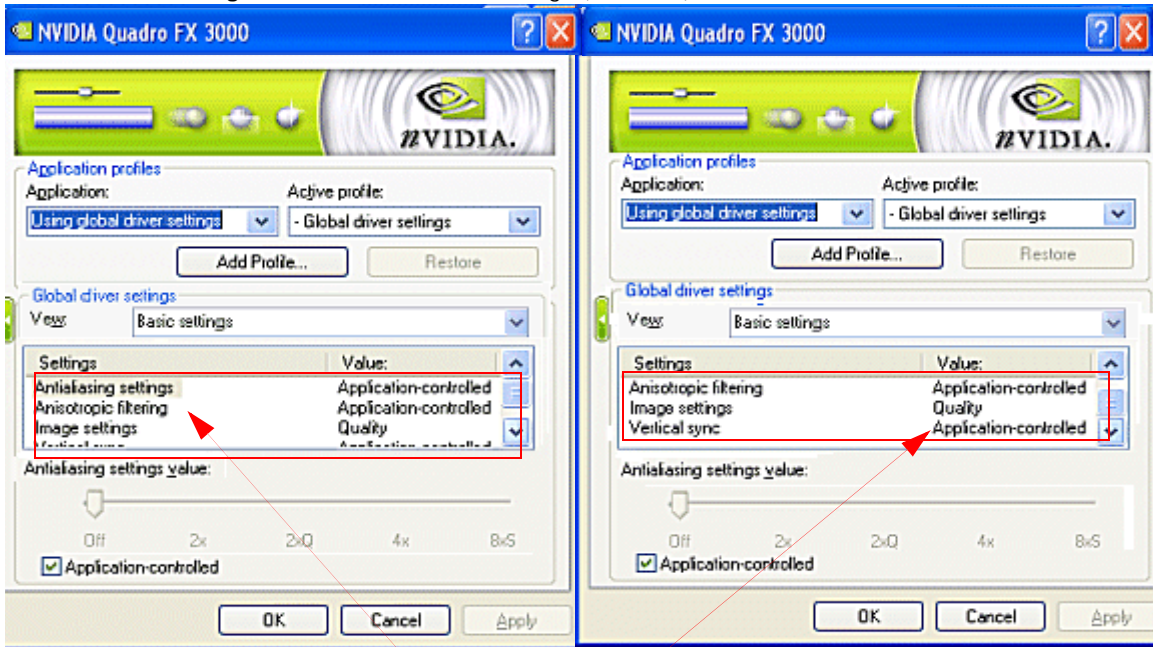 NVIDIA Quadro FX 3000
nVIDIA.
Application profiles
Application: Active profile:
Using global driver settings - Global driver settings
Add Profile... Restore
Global driver settings
View: Basic settings
Settings Value:
Antialiasing settings Application-controlled
Anisotropic filtering Application-controlled
Image settings Quality
Vertical sync Application-controlled
Antialiasing settings value:
Off 2x 2xQ 4x 8xS
Application-controlled
OK Cancel Apply
NVIDIA Quadro FX 3000
nVIDIA.
Application profiles
Application: Active profile:
Using global driver settings - Global driver settings
Add Profile... Restore
Global driver settings
View: Basic settings
Settings Value:
Anisotropic filtering Application-controlled
Image settings Quality
Vertical sync Application-controlled
Antialiasing settings value:
Off 2x 2xQ 4x 8xS
Application-controlled
OK Cancel Apply